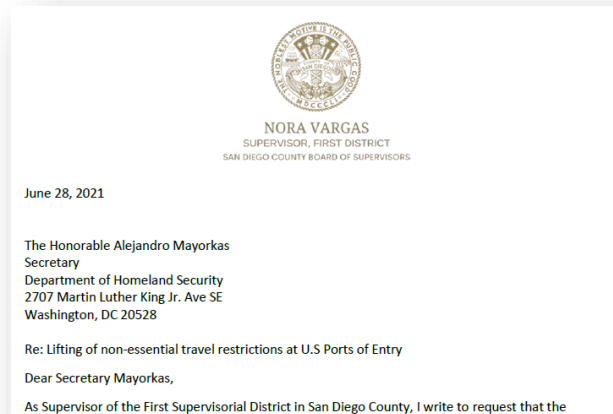 THE NOBLEST MOTIVE IS THE PUBLIC GOOD
MDCCCLI
NORA VARGAS
SUPERVISOR, FIRST DISTRICT
SAN DIEGO COUNTY BOARD OF SUPERVISORS
June 28, 2021
The Honorable Alejandro Mayorkas
Secretary
Department of Homeland Security
2707 Martin Luther King Jr. Ave SE
Washington, DC 20528
Re: Lifting of non-essential travel restrictions at U.S Ports of Entry
Dear Secretary Mayorkas,
As Supervisor of the First Supervisorial District in San Diego County, I write to request that the